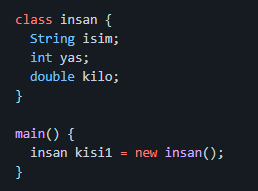 class insan {
  String isim;
  int yas;
  double kilo;
}

main() {
  insan kisi1 = new insan();
}